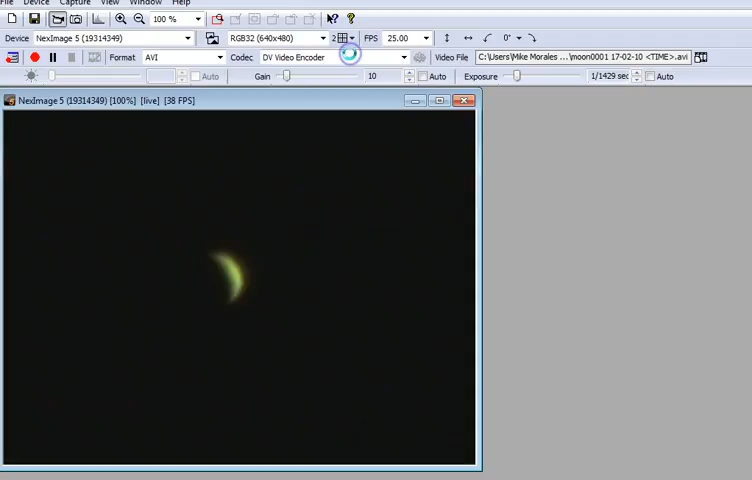 File Device Capture View Window Help
100 %
Device NexImage 5 (19314349) RGB32 (640x480) 2 FPS 25.00 0°
Format AVI Codec DV Video Encoder Video File C:\Users\Mike Morales ...\moon0001 17-02-10 <TIME>.avi
Auto Gain 10 Auto Exposure 1/1429 sec Auto
NexImage 5 (19314349) [100%] [live] [38 FPS]